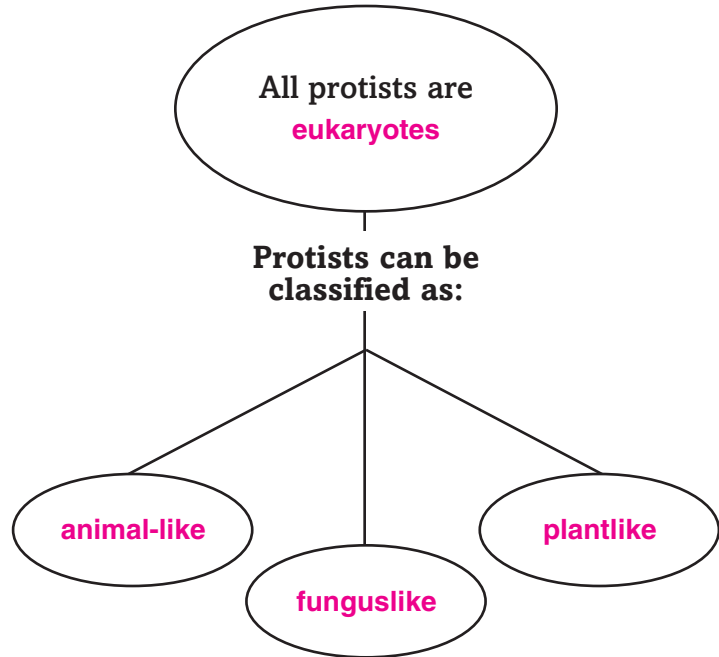 All protists are
eukaryotes
Protists can be
classified as:
animal-like
plantlike
funguslike